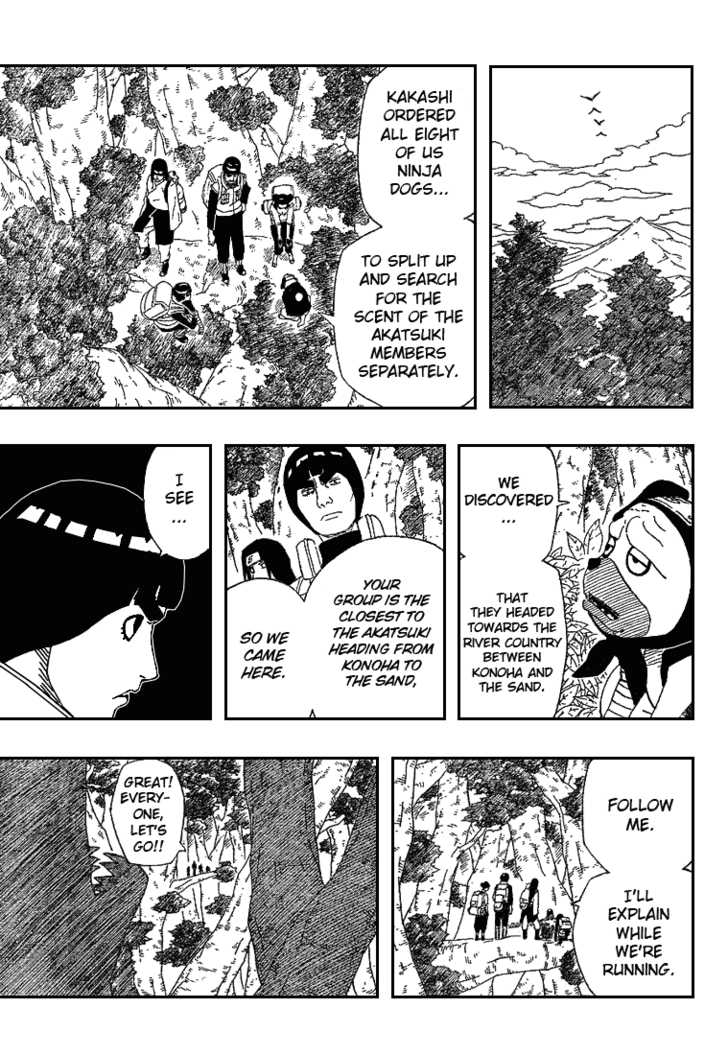 KAKASHI
ORDERED
ALL EIGHT
OF US
NINJA
DOGS...
TO SPLIT UP
AND SEARCH
FOR THE
SCENT OF THE
AKATSUKI
MEMBERS
SEPARATELY.
WE
DISCOVERED
...
THAT
THEY HEADED
TOWARDS THE
RIVER COUNTRY
BETWEEN
KONOHA AND
THE SAND.
YOUR
GROUP IS THE
CLOSEST TO
THE AKATSUKI
HEADING FROM
KONOHA TO
THE SAND,
SO WE
CAME
HERE.
I
SEE
...
FOLLOW
ME.
I'LL
EXPLAIN
WHILE
WE'RE
RUNNING.
GREAT!
EVERY-
ONE,
LET'S
GO!!